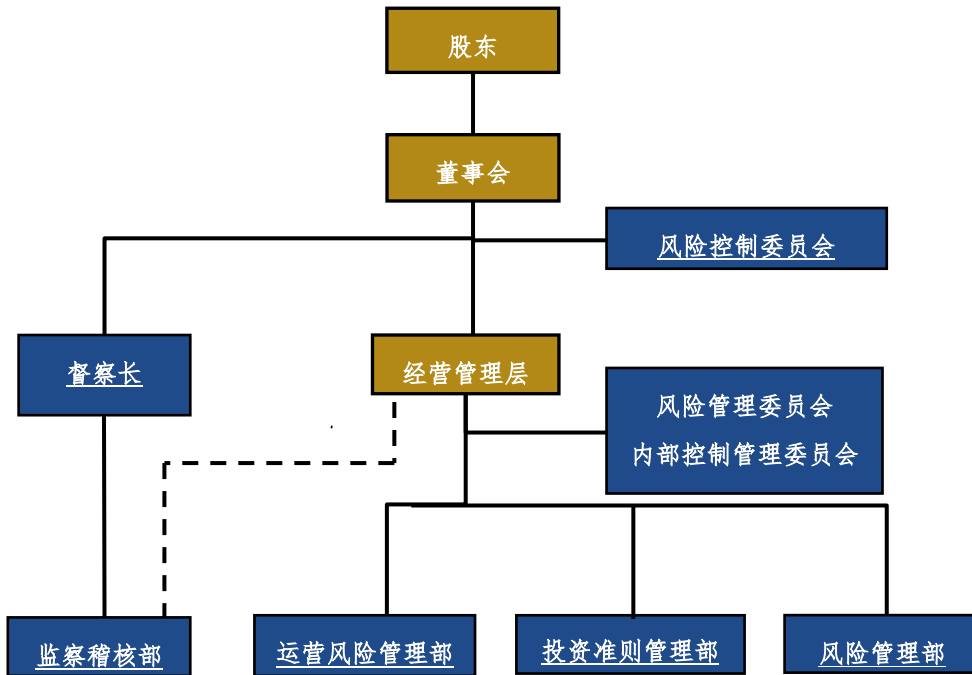 股东
董事会
风险控制委员会
督察长
经营管理层
风险管理委员会
内部控制管理委员会
监察稽核部
运营风险管理部
投资准则管理部
风险管理部